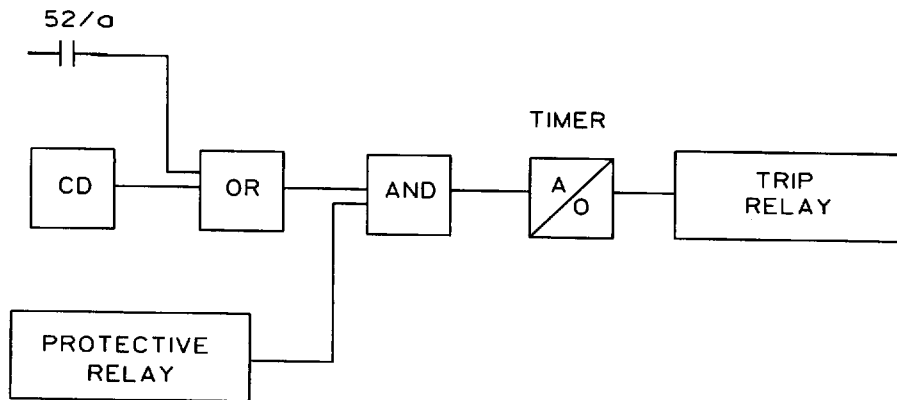 52/a
TIMER
CD
OR
AND
A
O
TRIP
RELAY
PROTECTIVE
RELAY